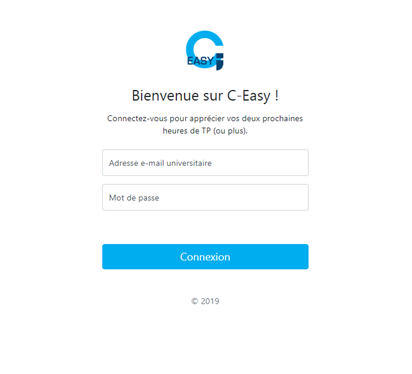 C
EASY ;
Bienvenue sur C-Easy !
Connectez-vous pour apprécier vos deux prochaines
heures de TP (ou plus).
Adresse e-mail universitaire
Mot de passe
Connexion
© 2019